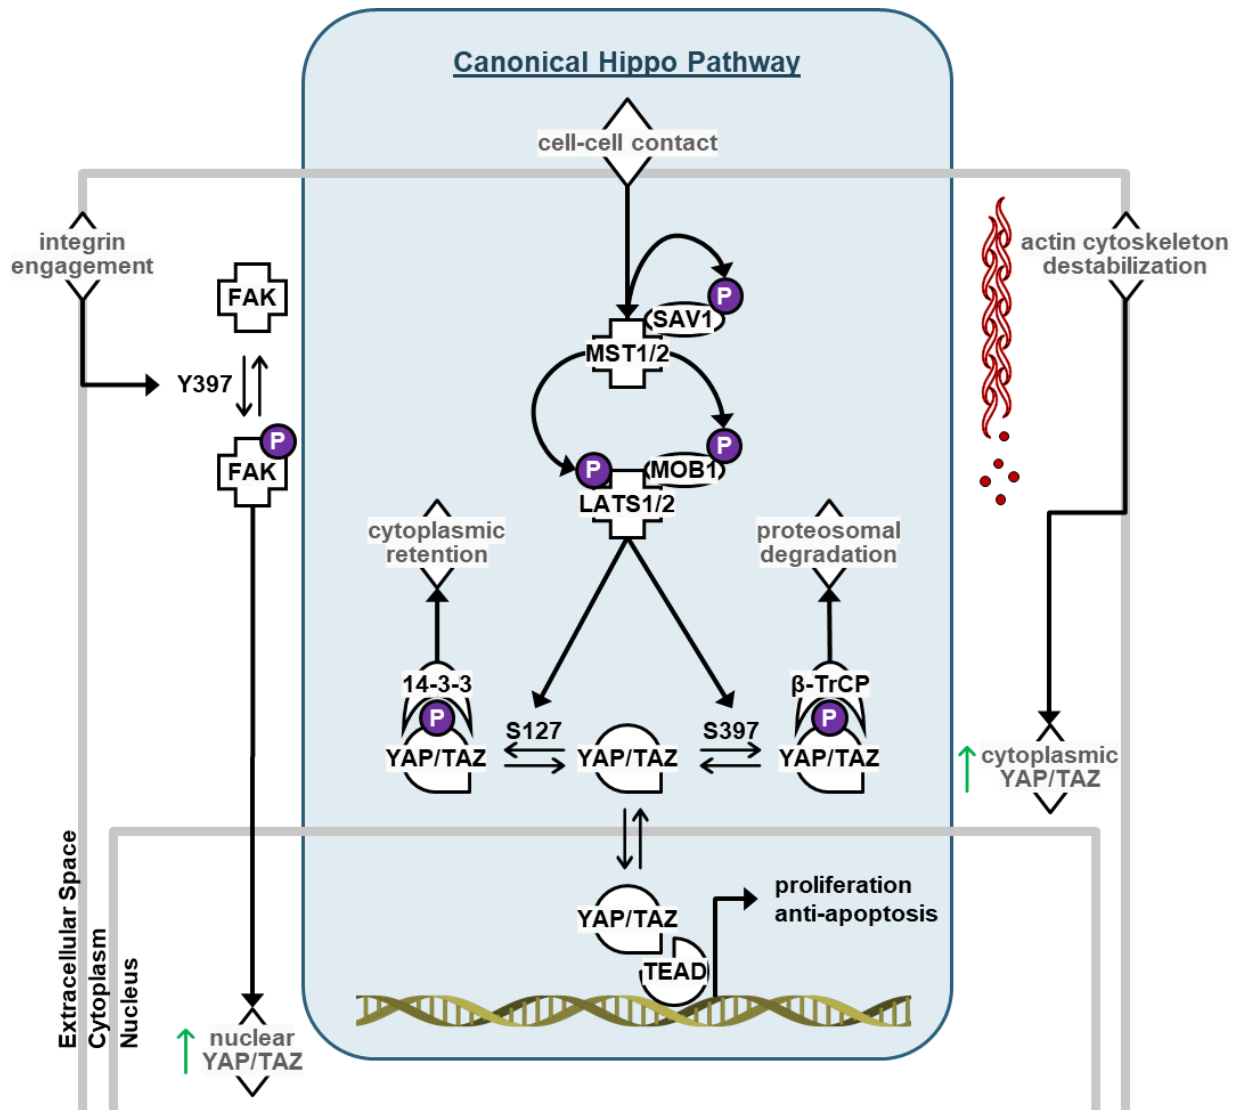 Canonical Hippo Pathway
cell-cell contact
integrin
engagement
actin cytoskeleton
destabilization
FAK
P
SAV1
MST1/2
Y397
P
FAK
P
MOB1
P
LATS1/2
cytoplasmic
retention
proteosomal
degradation
14-3-3
P
YAP/TAZ
S127
YAP/TAZ
S397
β-TrCP
P
YAP/TAZ
cytoplasmic
YAP/TAZ
Extracellular Space
Cytoplasm
Nucleus
YAP/TAZ
TEAD
proliferation
anti-apoptosis
nuclear
YAP/TAZ